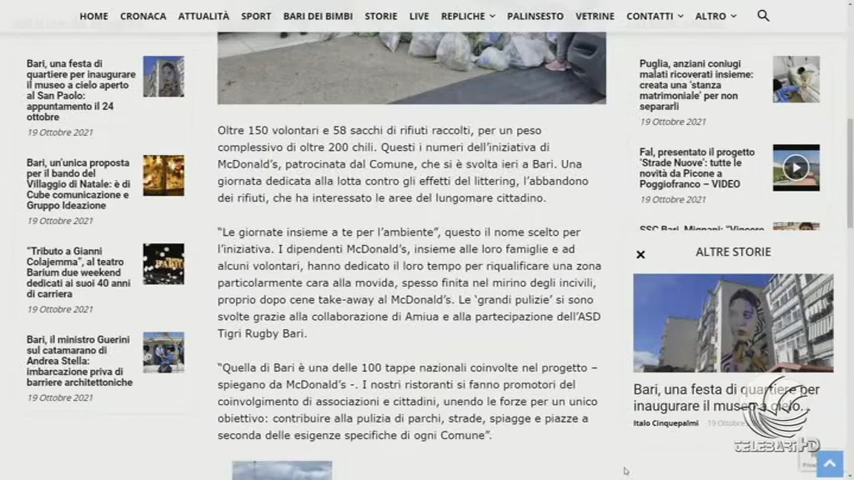 HOME CRONACA ATTUALITÀ SPORT BARI DEI BIMBI STORIE LIVE REPLICHE PALINSESTO VETRINE CONTATTI ALTRO
Bari, una festa di
quartiere per inaugurare
il museo a cielo aperto
al San Paolo:
appuntamento il 24
ottobre
19 Ottobre 2021
Bari, un'unica proposta
per il bando del
Villaggio di Natale: è di
Cube comunicazione e
Gruppo Ideazione
19 Ottobre 2021
"Tributo a Gianni
Colajemma", al teatro
Barium due weekend
dedicati ai suoi 40 anni
di carriera
19 Ottobre 2021
Bari, il ministro Guerini
sul catamarano di
Andrea Stella:
imbarcazione priva di
barriere architettoniche
19 Ottobre 2021
Oltre 150 volontari e 58 sacchi di rifiuti raccolti, per un peso
complessivo di oltre 200 chili. Questi i numeri dell'iniziativa di
McDonald's, patrocinata dal Comune, che si è svolta ieri a Bari. Una
giornata dedicata alla lotta contro gli effetti del littering, l'abbandono
dei rifiuti, che ha interessato le aree del lungomare cittadino.
"Le giornate insieme a te per l'ambiente", questo il nome scelto per
l'iniziativa. I dipendenti McDonald's, insieme alle loro famiglie e ad
alcuni volontari, hanno dedicato il loro tempo per riqualificare una zona
particolarmente cara alla movida, spesso finita nel mirino degli incivili,
proprio dopo cene take-away al McDonald's. Le 'grandi pulizie' si sono
svolte grazie alla collaborazione di Amiua e alla partecipazione dell'ASD
Tigri Rugby Bari.
"Quella di Bari è una delle 100 tappe nazionali coinvolte nel progetto –
spiegano da McDonald's -. I nostri ristoranti si fanno promotori del
coinvolgimento di associazioni e cittadini, unendo le forze per un unico
obiettivo: contribuire alla pulizia di parchi, strade, spiagge e piazze a
seconda delle esigenze specifiche di ogni Comune".
Puglia, anziani coniugi
malati ricoverati insieme:
creata una 'stanza
matrimoniale' per non
separarli
19 Ottobre 2021
Fal, presentato il progetto
'Strade Nuove': tutte le
novità da Picone a
Poggiofranco – VIDEO
19 Ottobre 2021
SSC Bari, Mignani: "Vincere
ALTRE STORIE
Bari, una festa di quartiere per
inaugurare il museo a cielo...
Italo Cinquepalmi 19 Ottobre
TELEBARI HD